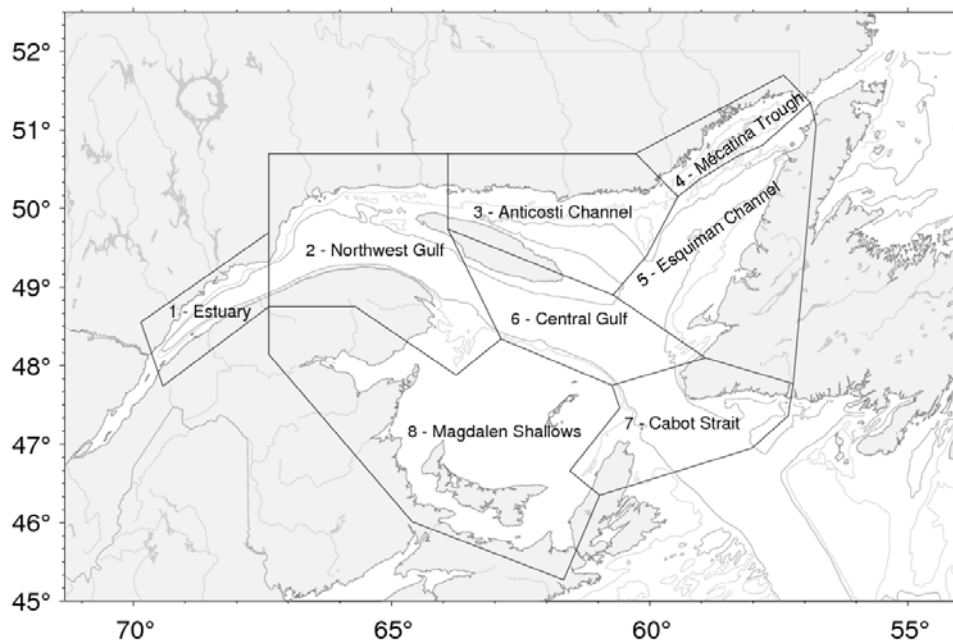 52°
51°
50°
49°
48°
47°
46°
45°
4 - Mécatina Trough
3 - Anticosti Channel
5 - Esquiman Channel
2 - Northwest Gulf
1 - Estuary
6 - Central Gulf
7 - Cabot Strait
8 - Magdalen Shallows
70°
65°
60°
55°